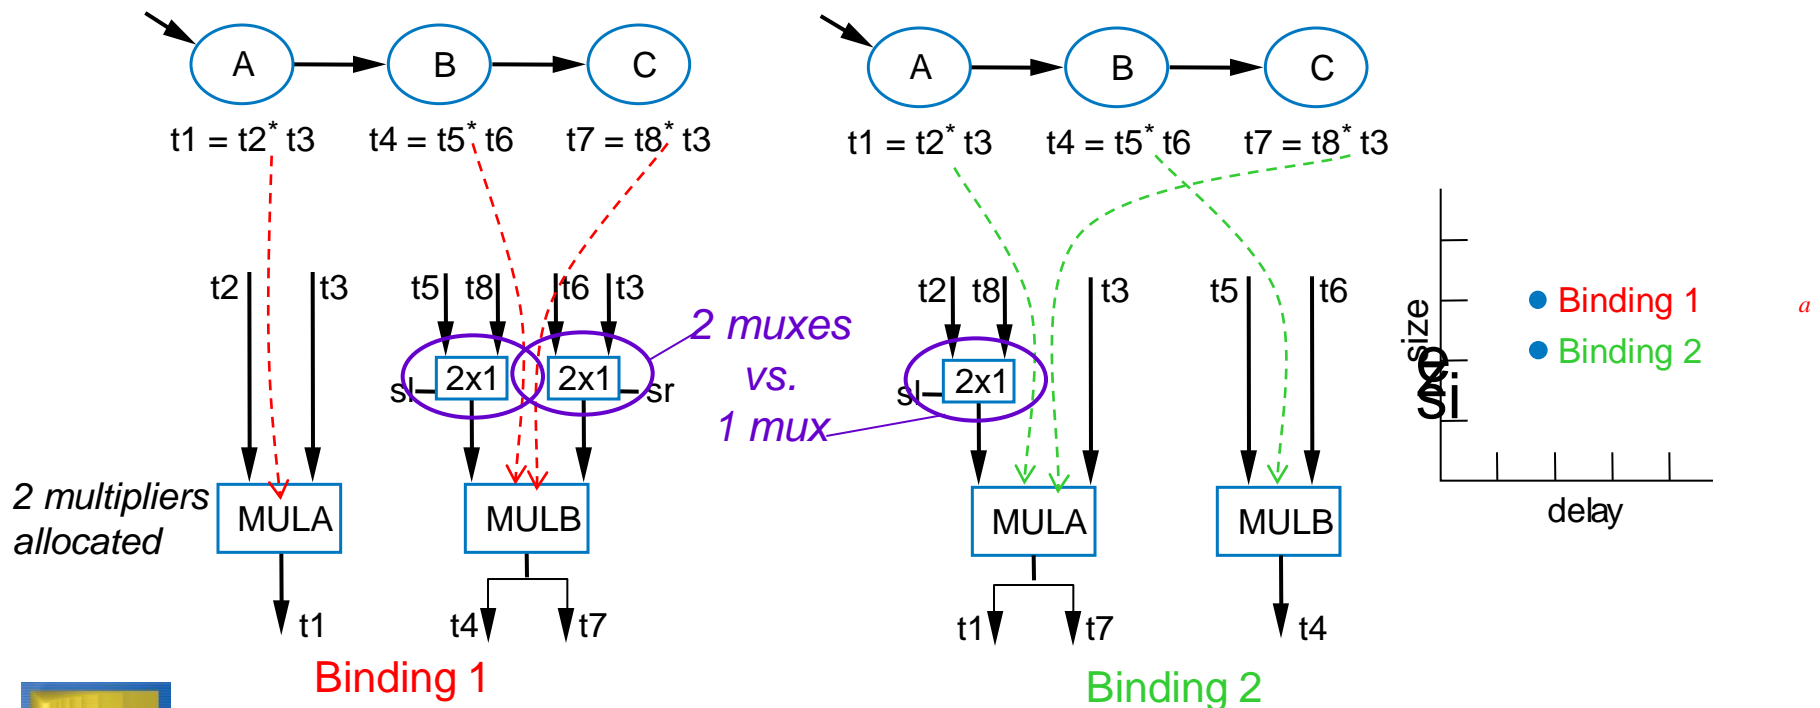 A B C
t1 = t2* t3 t4 = t5* t6 t7 = t8* t3
t2 t3 t5 t8 t6 t3
2x1 2x1
sl sr
2 multipliers
allocated
MULA MULB
t1 t4 t7
Binding 1
2 muxes
vs.
1 mux
A B C
t1 = t2* t3 t4 = t5* t6 t7 = t8* t3
t2 t8 t3 t5 t6
2x1
sl
MULA MULB
t1 t7 t4
Binding 2
size
size
Binding 1
Binding 2
delay
a